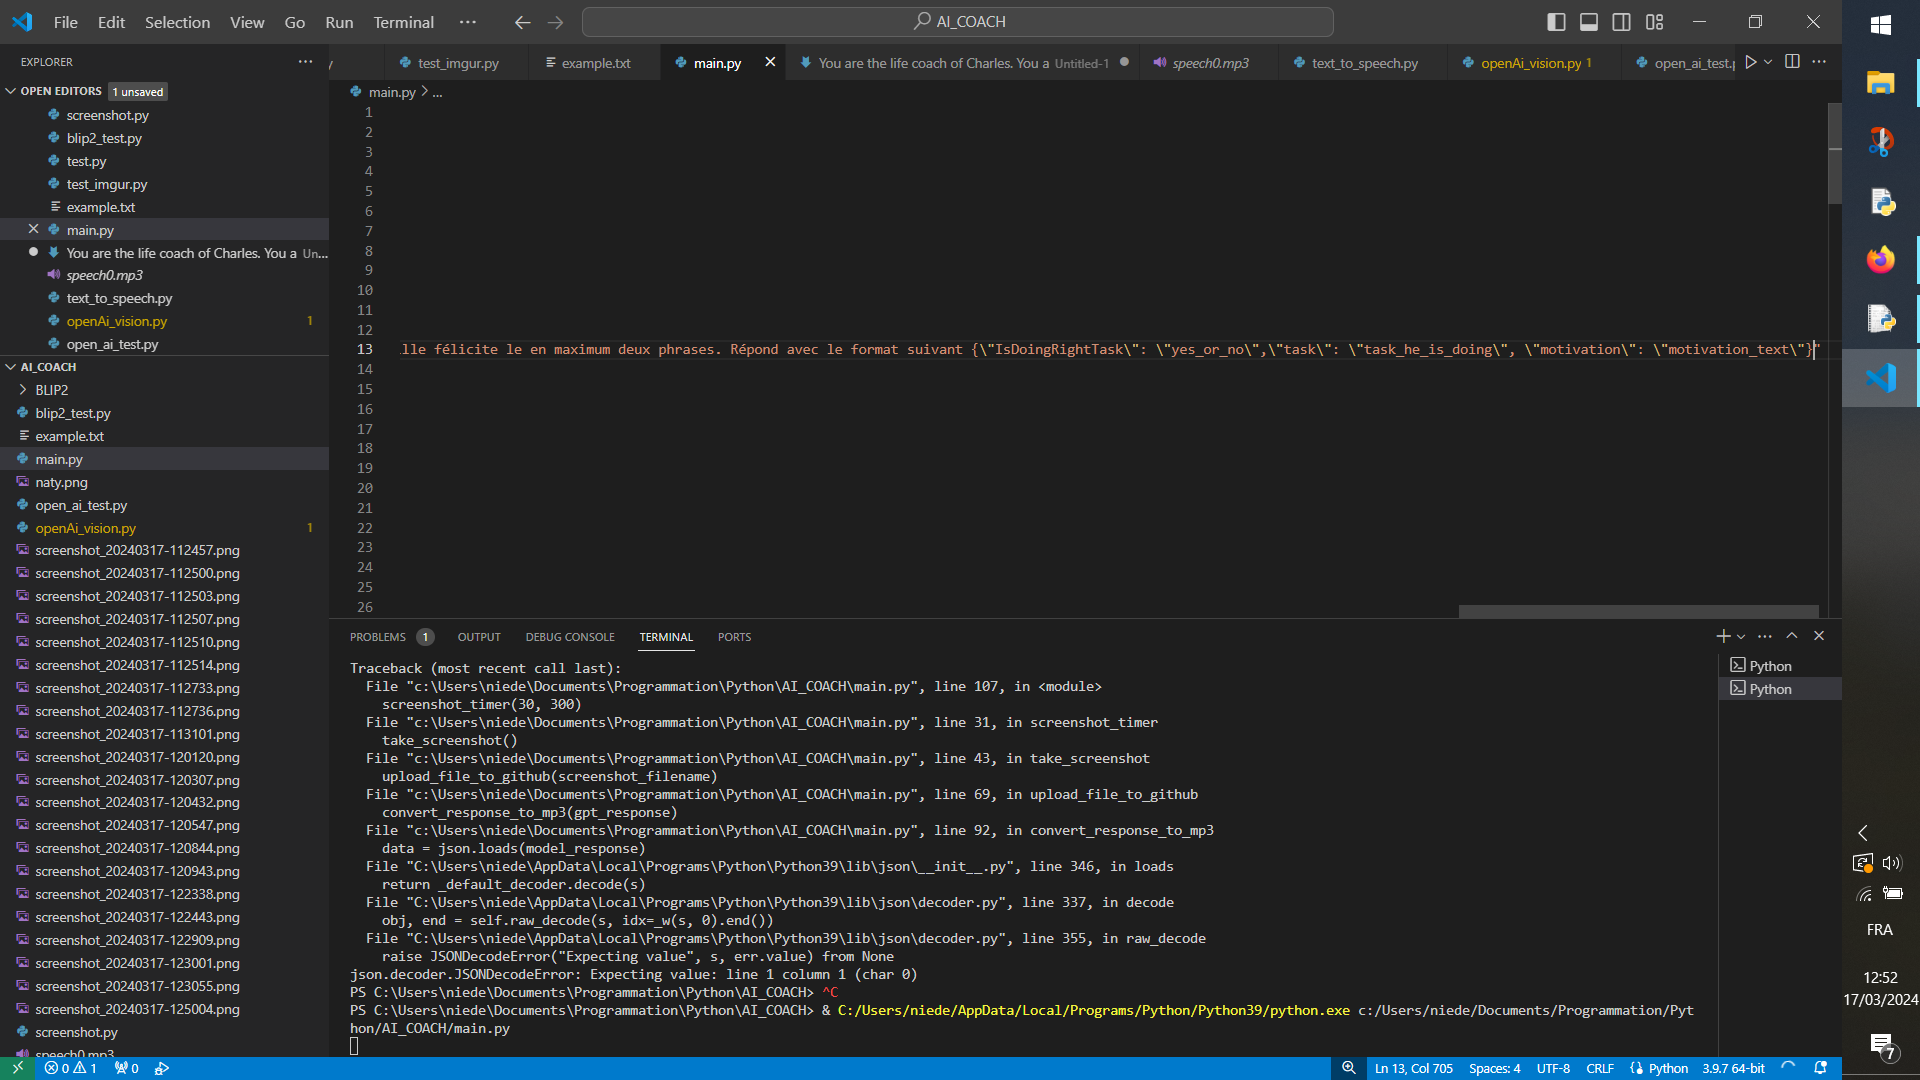 File Edit Selection View Go Run Terminal ··· AI_COACH
EXPLORER ···
OPEN EDITORS 1 unsaved
screenshot.py
blip2_test.py
test.py
test_imgur.py
example.txt
main.py
You are the life coach of Charles. You a Un...
speech0.mp3
text_to_speech.py
openAi_vision.py 1
open_ai_test.py
AI_COACH
BLIP2
blip2_test.py
example.txt
main.py
naty.png
open_ai_test.py
openAi_vision.py 1
screenshot_20240317-112457.png
screenshot_20240317-112500.png
screenshot_20240317-112503.png
screenshot_20240317-112507.png
screenshot_20240317-112510.png
screenshot_20240317-112514.png
screenshot_20240317-112733.png
screenshot_20240317-112736.png
screenshot_20240317-113101.png
screenshot_20240317-120120.png
screenshot_20240317-120307.png
screenshot_20240317-120432.png
screenshot_20240317-120547.png
screenshot_20240317-120844.png
screenshot_20240317-120943.png
screenshot_20240317-122338.png
screenshot_20240317-122443.png
screenshot_20240317-122909.png
screenshot_20240317-123001.png
screenshot_20240317-123055.png
screenshot_20240317-125004.png
screenshot.py
speech0.mp3
y test_imgur.py example.txt main.py You are the life coach of Charles. You a Untitled-1 speech0.mp3 text_to_speech.py openAi_vision.py 1 open_ai_test.p
main.py > ...
1
2
3
4
5
6
7
8
9
10
11
12
13 lle félicite le en maximum deux phrases. Répond avec le format suivant {\"IsDoingRightTask\": \"yes_or_no\",\"task\": \"task_he_is_doing\", \"motivation\": \"motivation_text\"}"
14
15
16
17
18
19
20
21
22
23
24
25
26
PROBLEMS 1 OUTPUT DEBUG CONSOLE TERMINAL PORTS
Traceback (most recent call last):
File "c:\Users\niede\Documents\Programmation\Python\AI_COACH\main.py", line 107, in <module>
screenshot_timer(30, 300)
File "c:\Users\niede\Documents\Programmation\Python\AI_COACH\main.py", line 31, in screenshot_timer
take_screenshot()
File "c:\Users\niede\Documents\Programmation\Python\AI_COACH\main.py", line 43, in take_screenshot
upload_file_to_github(screenshot_filename)
File "c:\Users\niede\Documents\Programmation\Python\AI_COACH\main.py", line 69, in upload_file_to_github
convert_response_to_mp3(gpt_response)
File "c:\Users\niede\Documents\Programmation\Python\AI_COACH\main.py", line 92, in convert_response_to_mp3
data = json.loads(model_response)
File "C:\Users\niede\AppData\Local\Programs\Python\Python39\lib\json\__init__.py", line 346, in loads
return _default_decoder.decode(s)
File "C:\Users\niede\AppData\Local\Programs\Python\Python39\lib\json\decoder.py", line 337, in decode
obj, end = self.raw_decode(s, idx=_w(s, 0).end())
File "C:\Users\niede\AppData\Local\Programs\Python\Python39\lib\json\decoder.py", line 355, in raw_decode
raise JSONDecodeError("Expecting value", s, err.value) from None
json.decoder.JSONDecodeError: Expecting value: line 1 column 1 (char 0)
PS C:\Users\niede\Documents\Programmation\Python\AI_COACH> ^C
PS C:\Users\niede\Documents\Programmation\Python\AI_COACH> & C:/Users/niede/AppData/Local/Programs/Python/Python39/python.exe c:/Users/niede/Documents/Programmation/Pyt
hon/AI_COACH/main.py
Python
Python
0 1 0 Ln 13, Col 705 Spaces: 4 UTF-8 CRLF Python 3.9.7 64-bit
FRA
12:52
17/03/2024
7